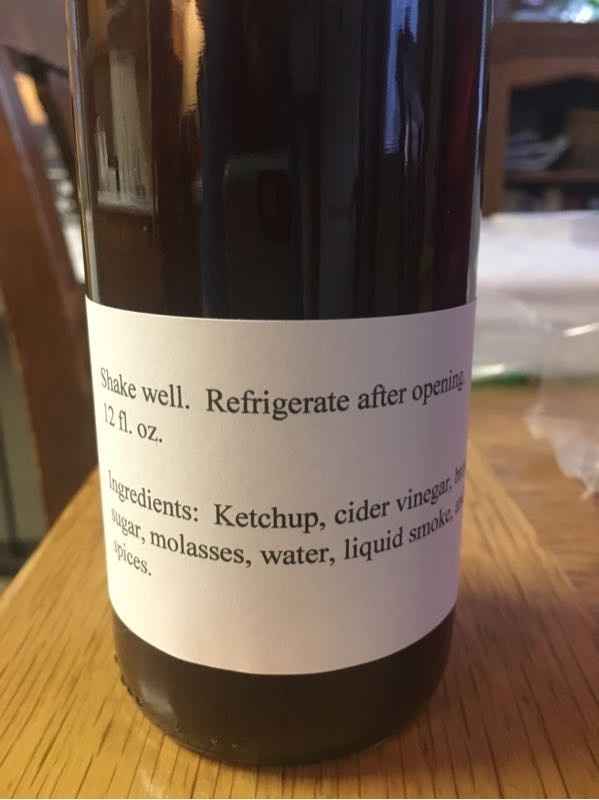 Shake well. Refrigerate after opening.
12 fl. oz.
Ingredients: Ketchup, cider vinegar,
sugar, molasses, water, liquid smoke,
spices.